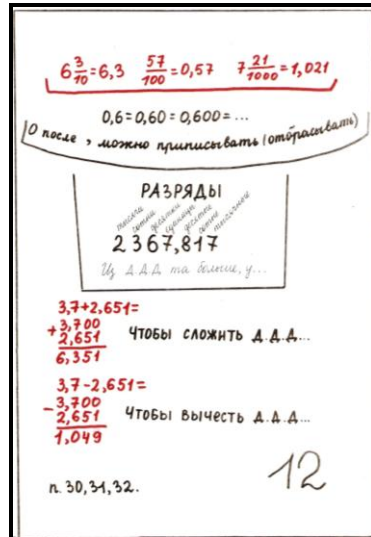 6 3/10 = 6,3 57/100 = 0,57 7 21/1000 = 1,021
0,6 = 0,60 = 0,600 = ...
0 после , можно приписывать (отбрасывать)
РАЗРЯДЫ
тысячи сотни десятки единицы десятые сотые тысячные
2367,817
Из Д.Д.Д. та больше, у...
3,7+2,651=
+3,700
2,651
6,351
Чтобы сложить Д.Д.Д...
3,7-2,651=
-3,700
2,651
1,049
Чтобы вычесть Д.Д.Д...
п. 30, 31, 32.
12